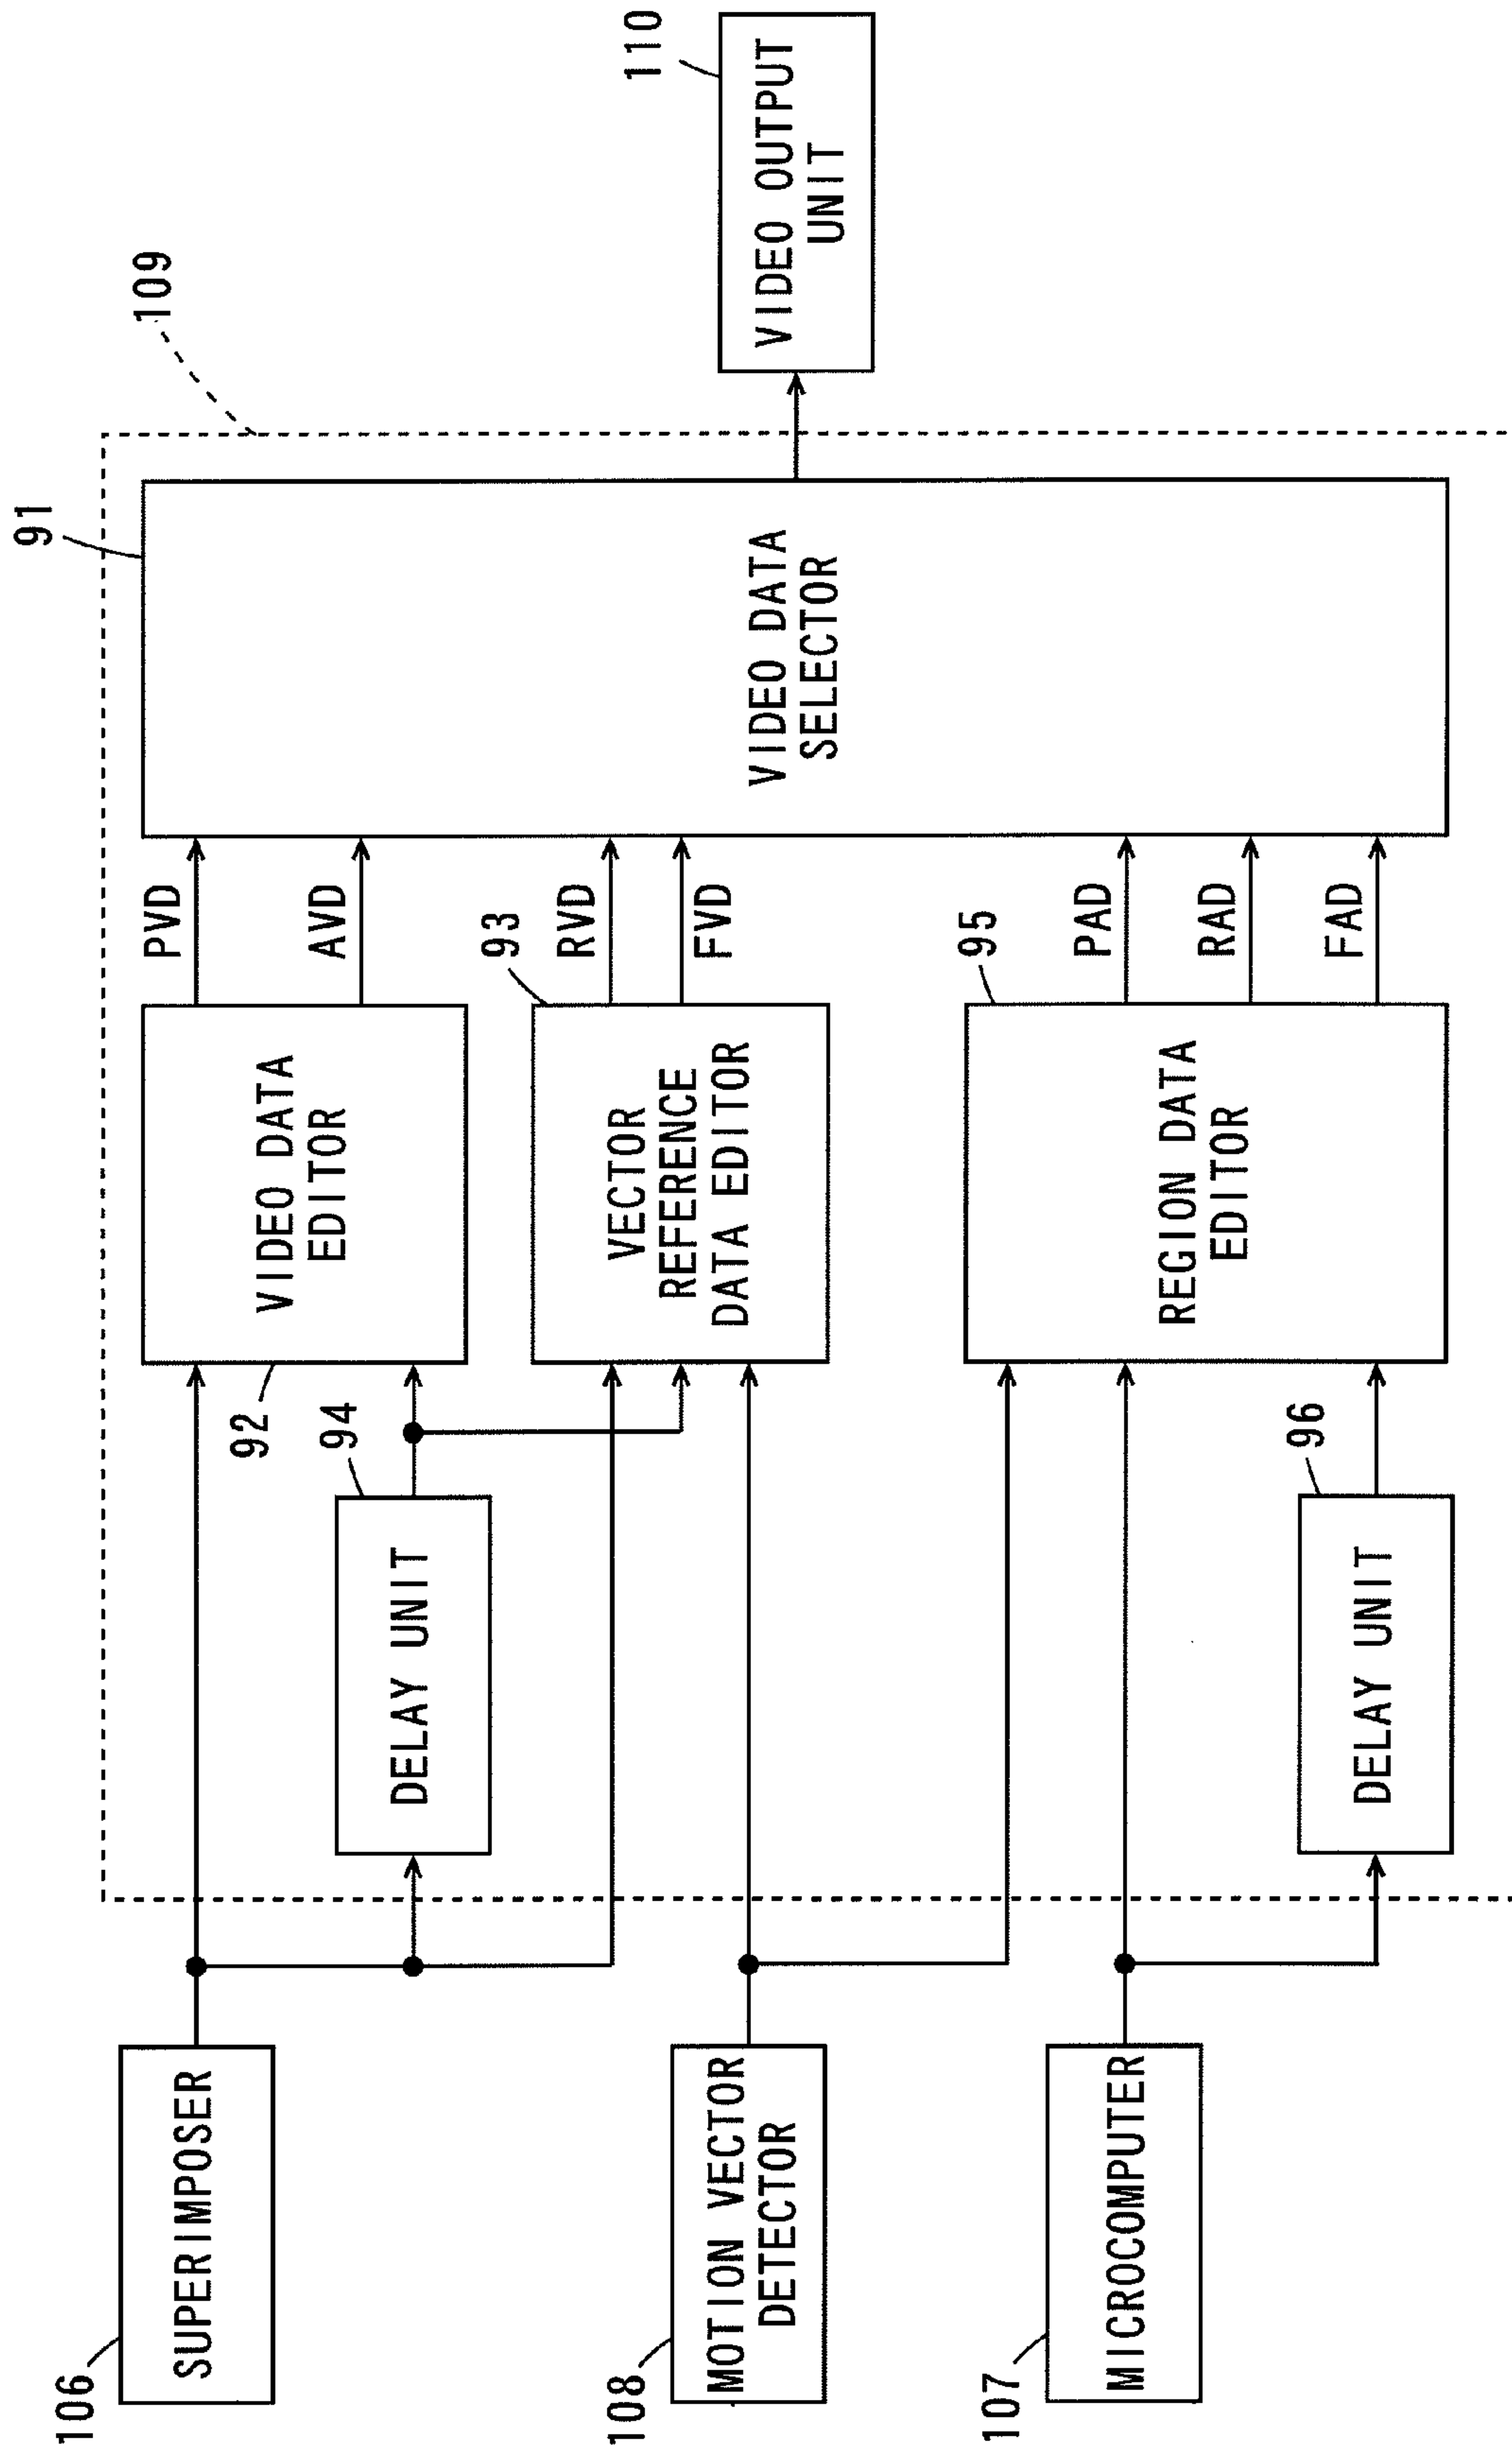 106
SUPERIMPOSER
108
MOTION VECTOR
DETECTOR
107
MICROCOMPUTER
94
DELAY UNIT
96
DELAY UNIT
92
VIDEO DATA
EDITOR
93
VECTOR
REFERENCE
DATA EDITOR
95
REGION DATA
EDITOR
PVD
AVD
RVD
FVD
PAD
RAD
FAD
91
VIDEO DATA
SELECTOR
109
110
VIDEO OUTPUT
UNIT